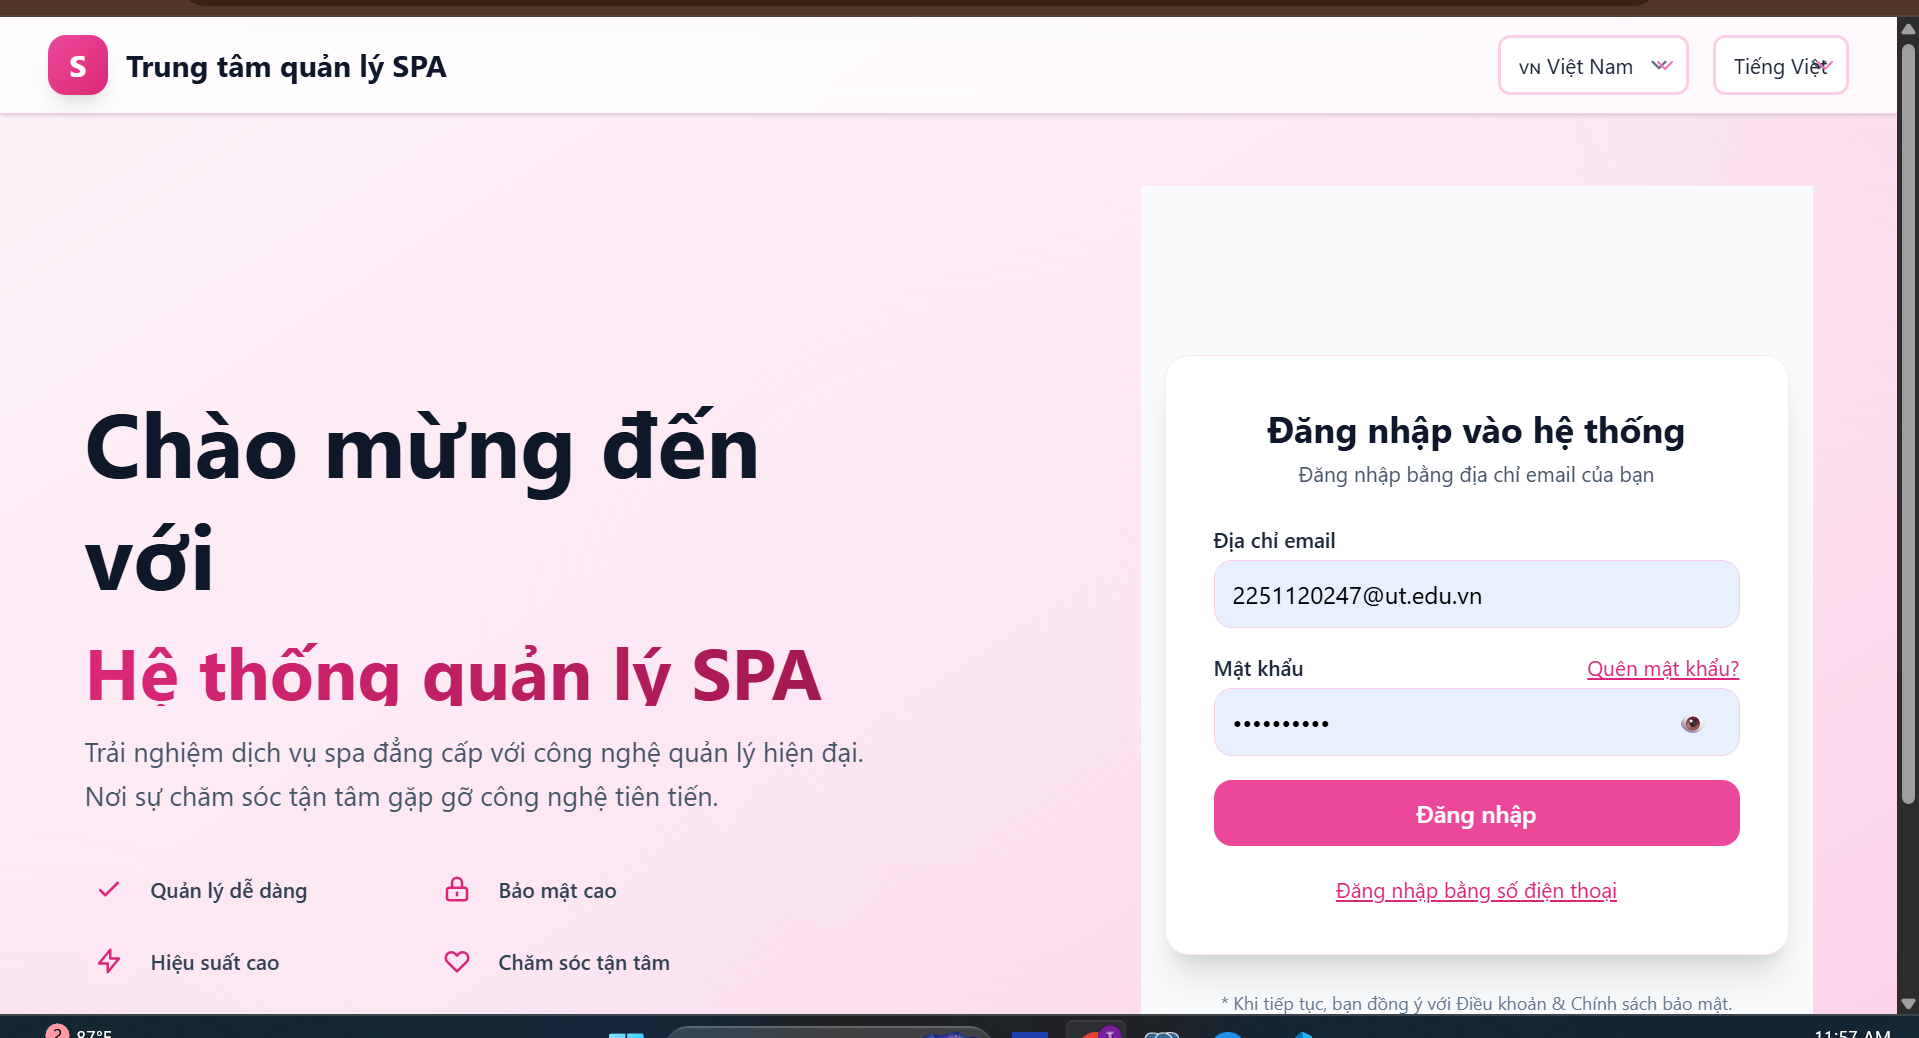 S
Trung tâm quản lý SPA
VN Việt Nam
Tiếng Việt
Chào mừng đến
với
Hệ thống quản lý SPA
Trải nghiệm dịch vụ spa đẳng cấp với công nghệ quản lý hiện đại.
Nơi sự chăm sóc tận tâm gặp gỡ công nghệ tiên tiến.
Quản lý dễ dàng
Bảo mật cao
Hiệu suất cao
Chăm sóc tận tâm
Đăng nhập vào hệ thống
Đăng nhập bằng địa chỉ email của bạn
Địa chỉ email
2251120247@ut.edu.vn
Mật khẩu
Quên mật khẩu?
••••••••••
Đăng nhập
Đăng nhập bằng số điện thoại
* Khi tiếp tục, bạn đồng ý với Điều khoản & Chính sách bảo mật.
2
87°F
11:57 AM